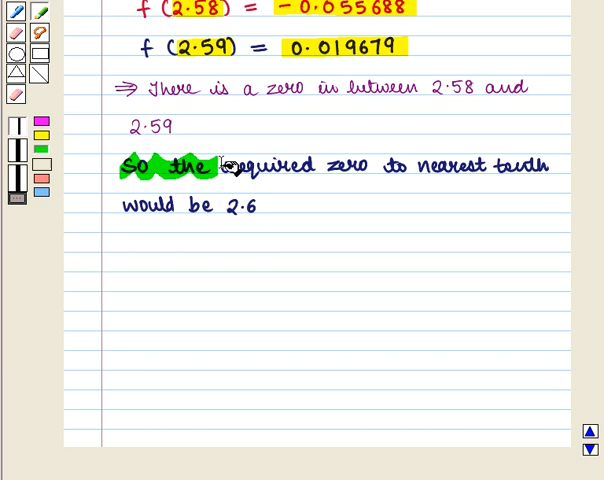 f (2.58) = - 0.055688
f (2.59) = 0.019679
⇒ There is a zero in between 2.58 and
2.59
So the required zero to nearest tenth
would be 2.6